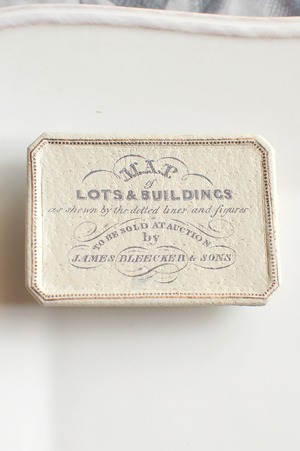 MAP
of
LOTS & BUILDINGS
as shewn by the dotted lines and figures
TO BE SOLD AT AUCTION
by
JAMES BLEECKER & SONS